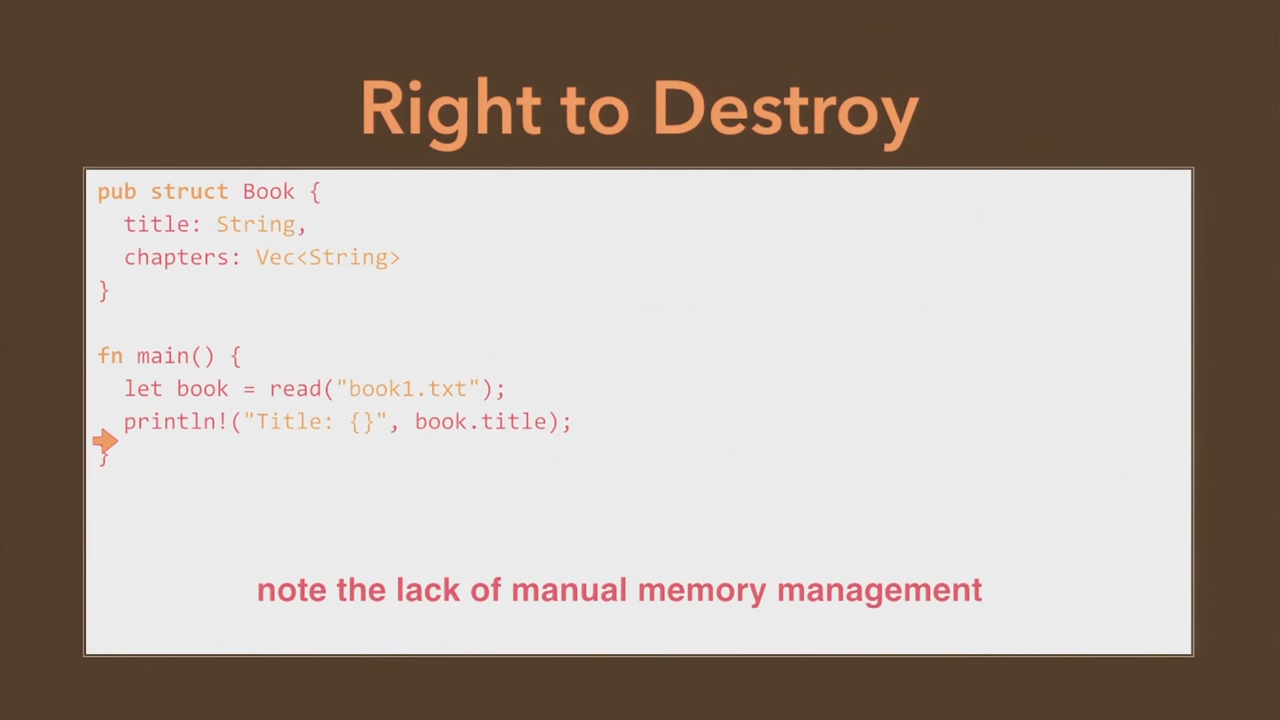 Right to Destroy
pub struct Book {
  title: String,
  chapters: Vec<String>
}
fn main() {
  let book = read("book1.txt");
  println!("Title: {}", book.title);
}
note the lack of manual memory management